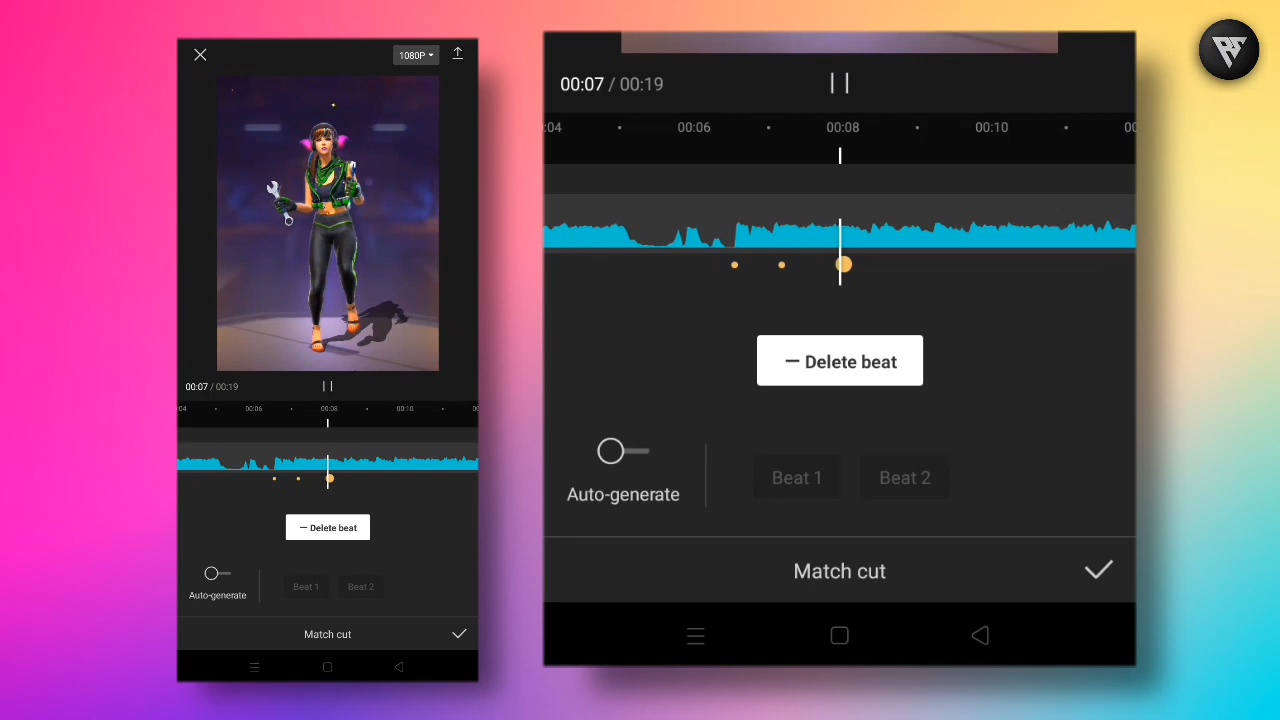 1080P
00:07 / 00:19
:04
00:06
00:08
00:10
00
Delete beat
Auto-generate
Beat 1
Beat 2
Match cut
00:07 / 00:19
:04
00:06
00:08
00:10
00
Delete beat
Auto-generate
Beat 1
Beat 2
Match cut